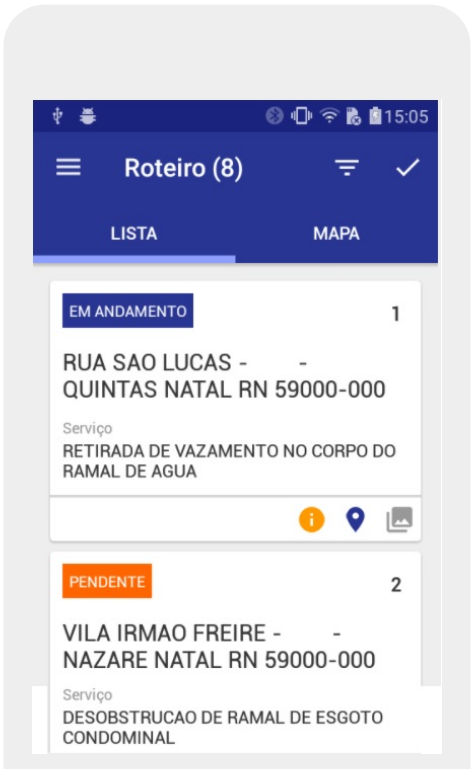 15:05
Roteiro (8)
LISTA MAPA
EM ANDAMENTO 1
RUA SAO LUCAS - -
QUINTAS NATAL RN 59000-000
Serviço
RETIRADA DE VAZAMENTO NO CORPO DO
RAMAL DE AGUA
PENDENTE 2
VILA IRMAO FREIRE - -
NAZARE NATAL RN 59000-000
Serviço
DESOBSTRUCAO DE RAMAL DE ESGOTO
CONDOMINAL